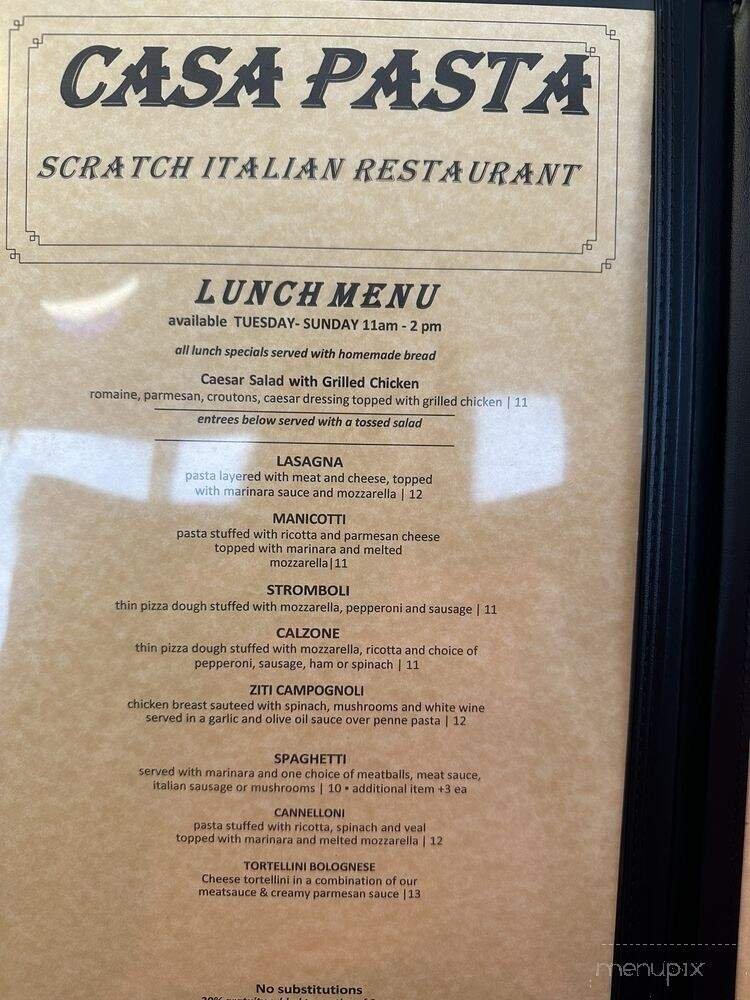 CASA PASTA
SCRATCH ITALIAN RESTAURANT
LUNCH MENU
available TUESDAY- SUNDAY 11am - 2 pm
all lunch specials served with homemade bread
Caesar Salad with Grilled Chicken
romaine, parmesan, croutons, caesar dressing topped with grilled chicken | 11
entrees below served with a tossed salad
LASAGNA
pasta layered with meat and cheese, topped
with marinara sauce and mozzarella | 12
MANICOTTI
pasta stuffed with ricotta and parmesan cheese
topped with marinara and melted
mozzarella|11
STROMBOLI
thin pizza dough stuffed with mozzarella, pepperoni and sausage | 11
CALZONE
thin pizza dough stuffed with mozzarella, ricotta and choice of
pepperoni, sausage, ham or spinach | 11
ZITI CAMPOGNOLI
chicken breast sauteed with spinach, mushrooms and white wine
served in a garlic and olive oil sauce over penne pasta | 12
SPAGHETTI
served with marinara and one choice of meatballs, meat sauce,
italian sausage or mushrooms | 10 • additional item +3 ea
CANNELLONI
pasta stuffed with ricotta, spinach and veal
topped with marinara and melted mozzarella | 12
TORTELLINI BOLOGNESE
Cheese tortellini in a combination of our
meatsauce & creamy parmesan sauce |13
No substitutions
menupix